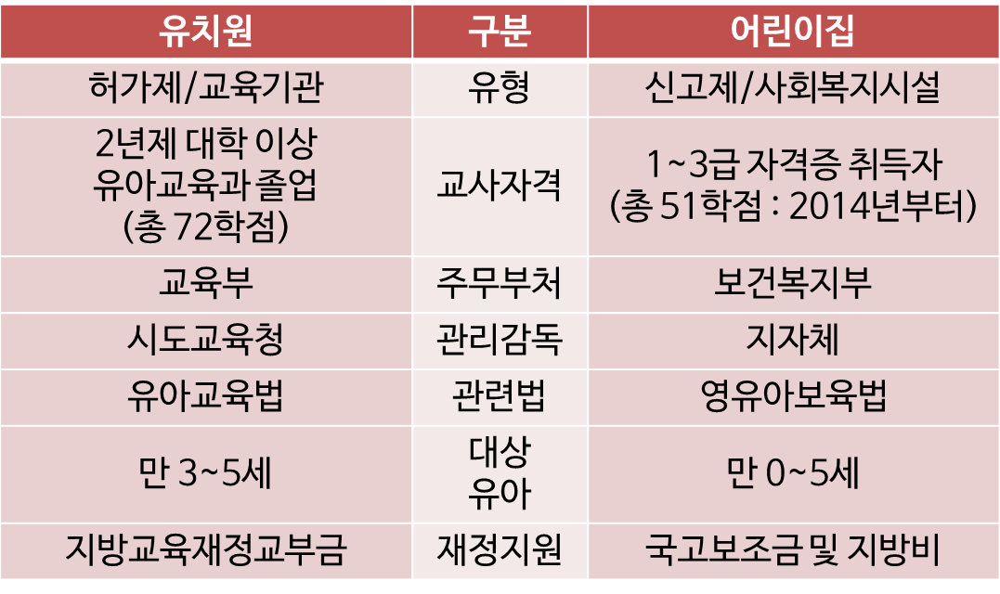 유치원 구분 어린이집
허가제/교육기관 유형 신고제/사회복지시설
2년제 대학 이상
유아교육과 졸업
(총 72학점)
교사자격
1~3급 자격증 취득자
(총 51학점 : 2014년부터)
교육부 주무부처 보건복지부
시도교육청 관리감독 지자체
유아교육법 관련법 영유아보육법
만 3~5세
대상
유아
만 0~5세
지방교육재정교부금 재정지원 국고보조금 및 지방비